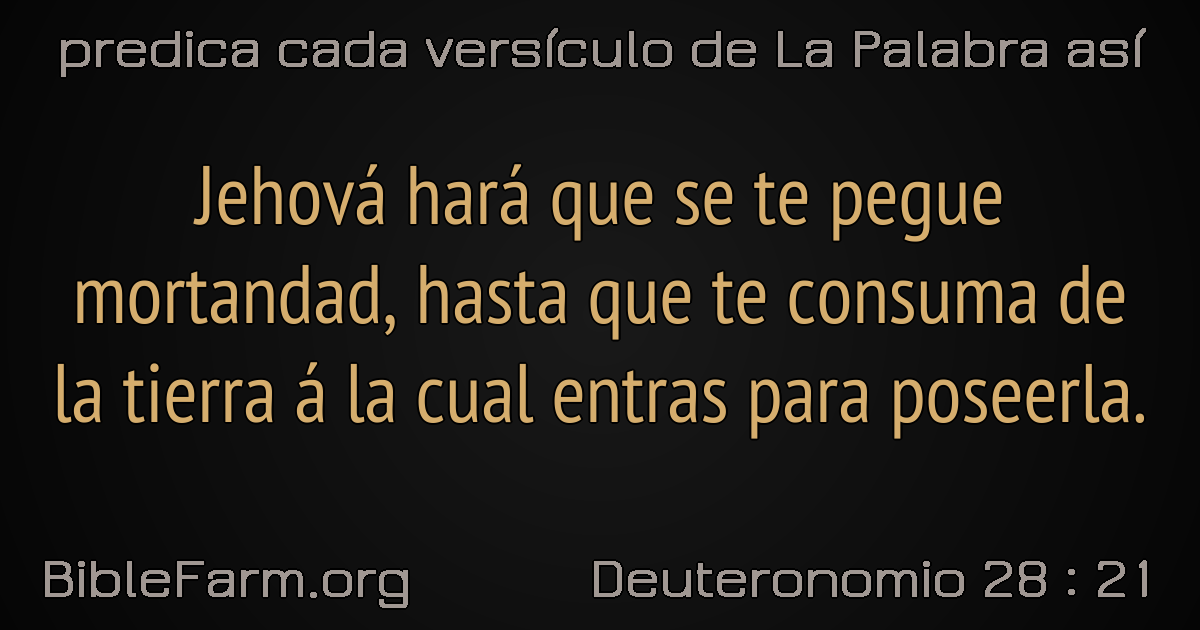 predica cada versículo de La Palabra así
Jehová hará que se te pegue
mortandad, hasta que te consuma de
la tierra á la cual entras para poseerla.
BibleFarm.org
Deuteronomio 28 : 21